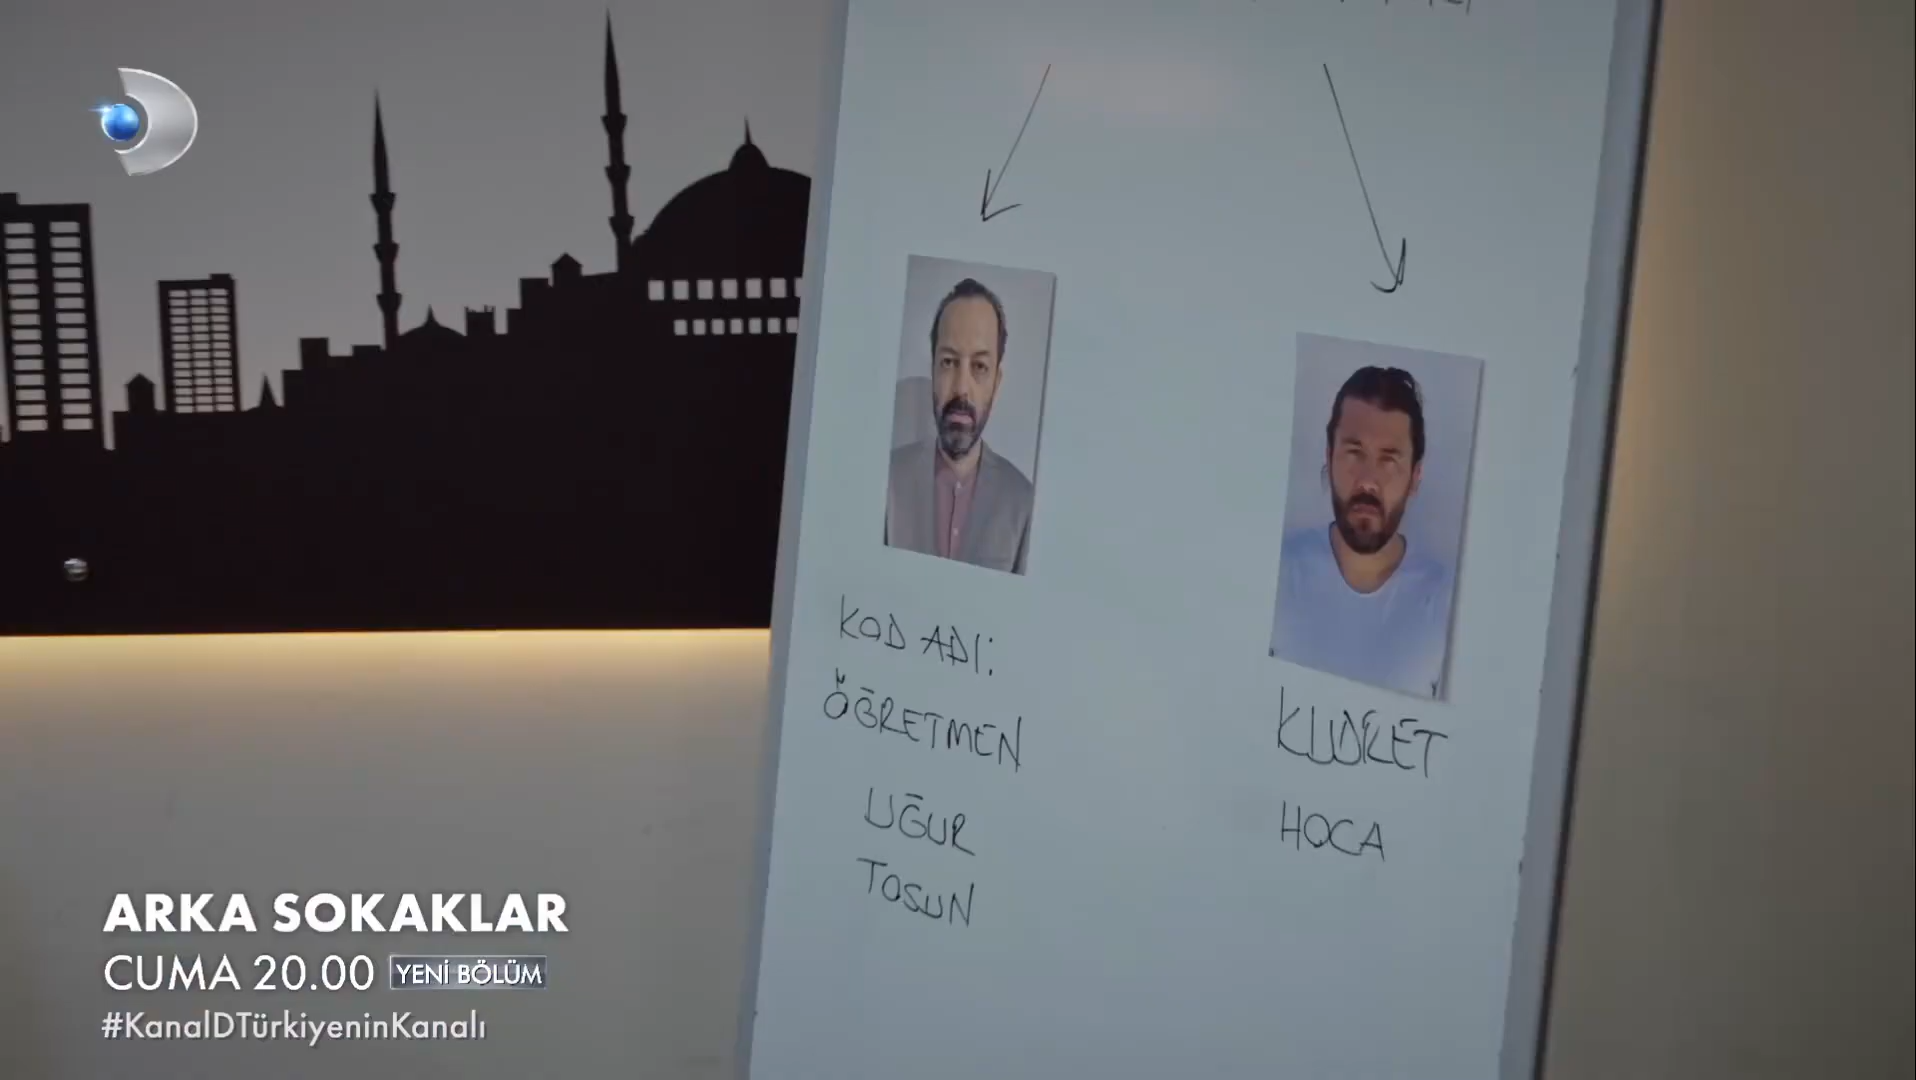 KOD ADI:
ÖĞRETMEN
UĞUR
TOSUN
KUDRET
HOCA
ARKA SOKAKLAR
CUMA 20.00 YENİ BÖLÜM
#KanalDTürkiyeninKanalı